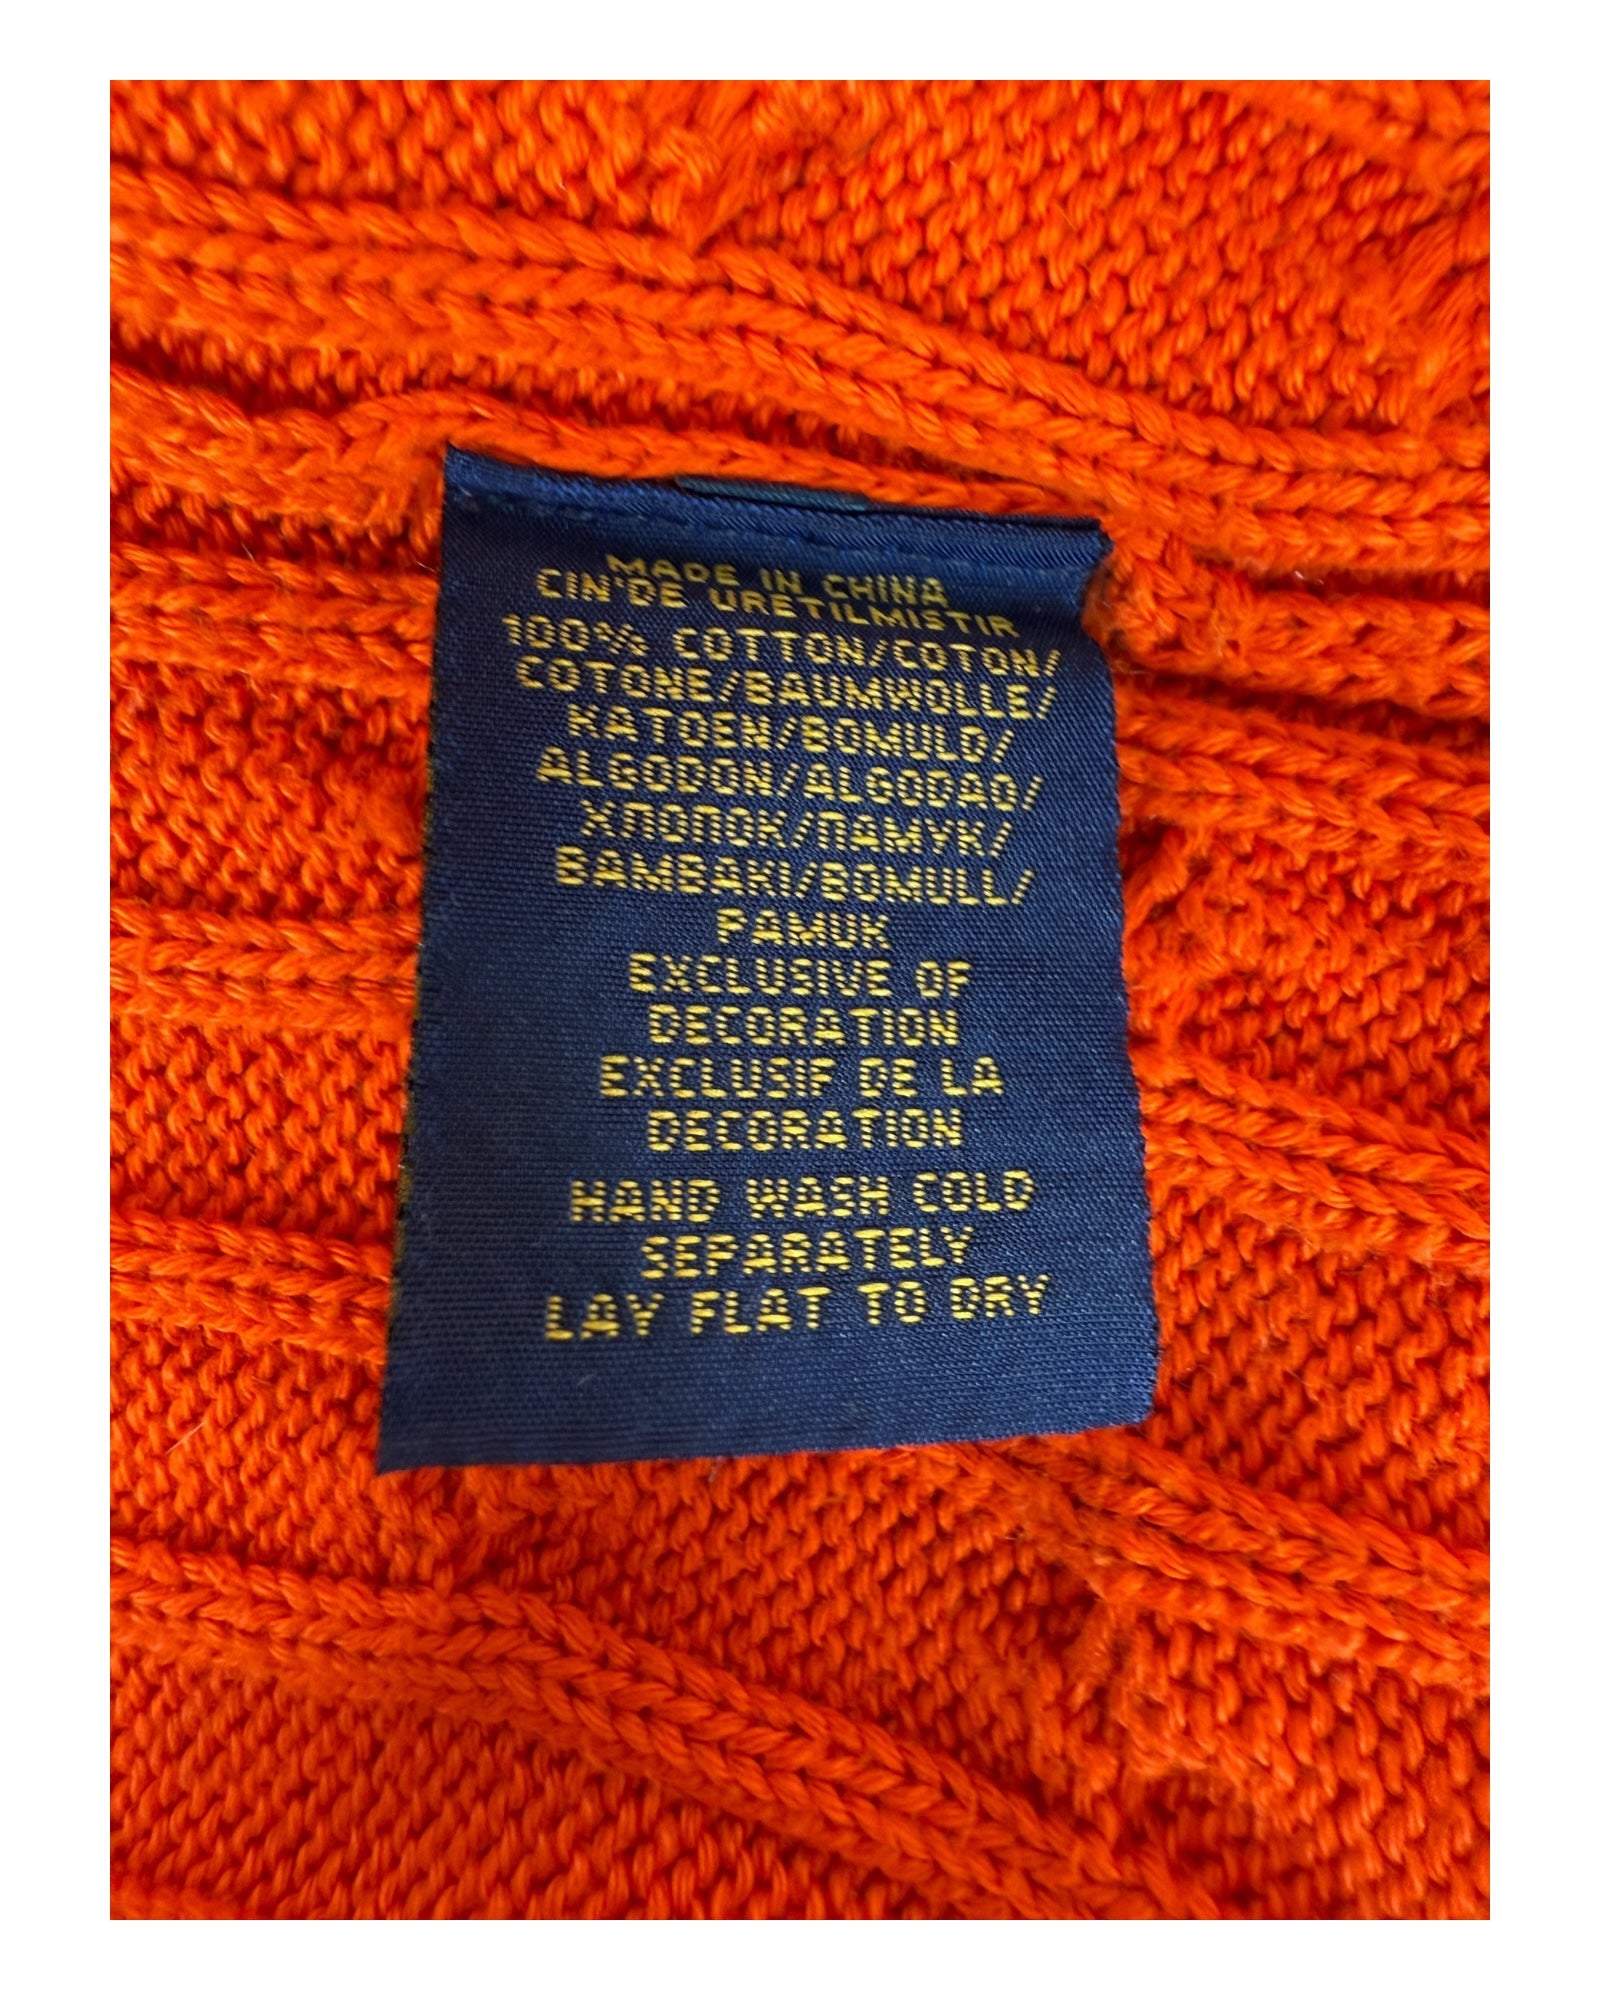 MADE IN CHINA
CIN'DE URETILMISTIR
100% COTTON/COTON/
COTONE/BAUMWOLLE/
KATOEN/BOMULD/
ALGODON/ALGODAO/
ХЛОПОК/ПАМУК/
BAMBAKI/BOMULL/
PAMUK
EXCLUSIVE OF
DECORATION
EXCLUSIF DE LA
DECORATION
HAND WASH COLD
SEPARATELY
LAY FLAT TO DRY